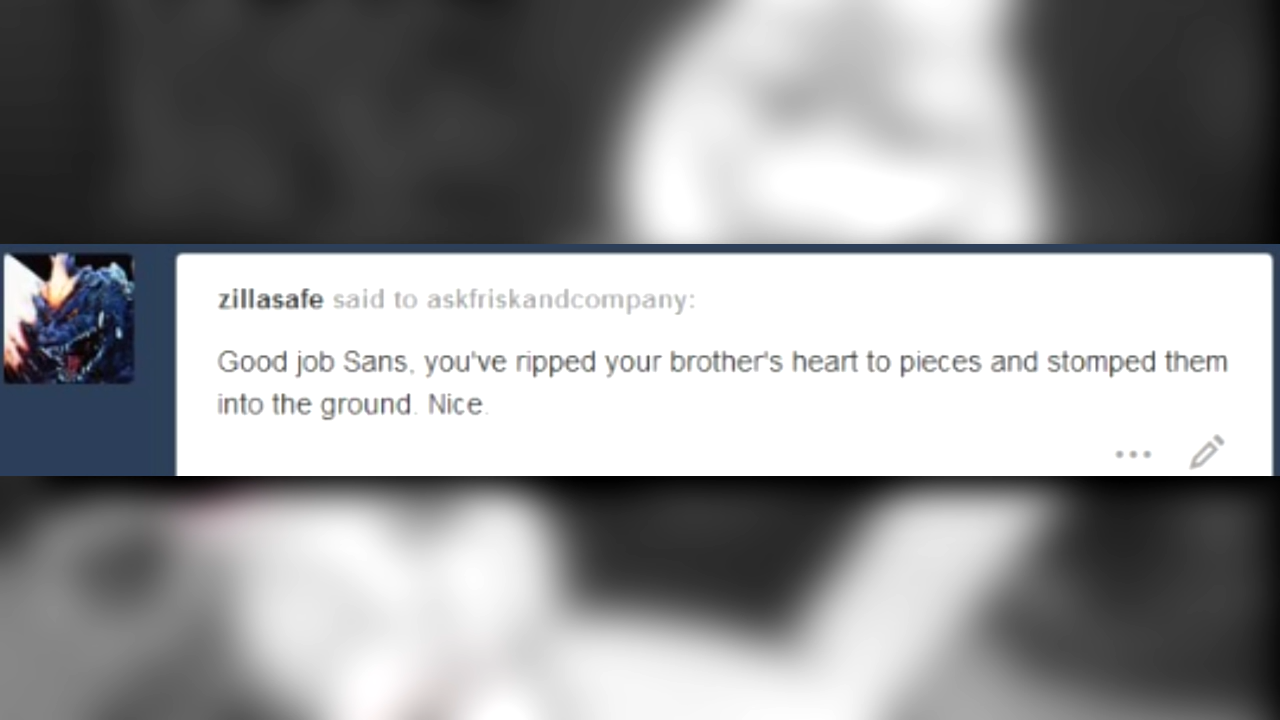 zillasafe said to askfriskandcompany:
Good job Sans, you've ripped your brother's heart to pieces and stomped them
into the ground. Nice.